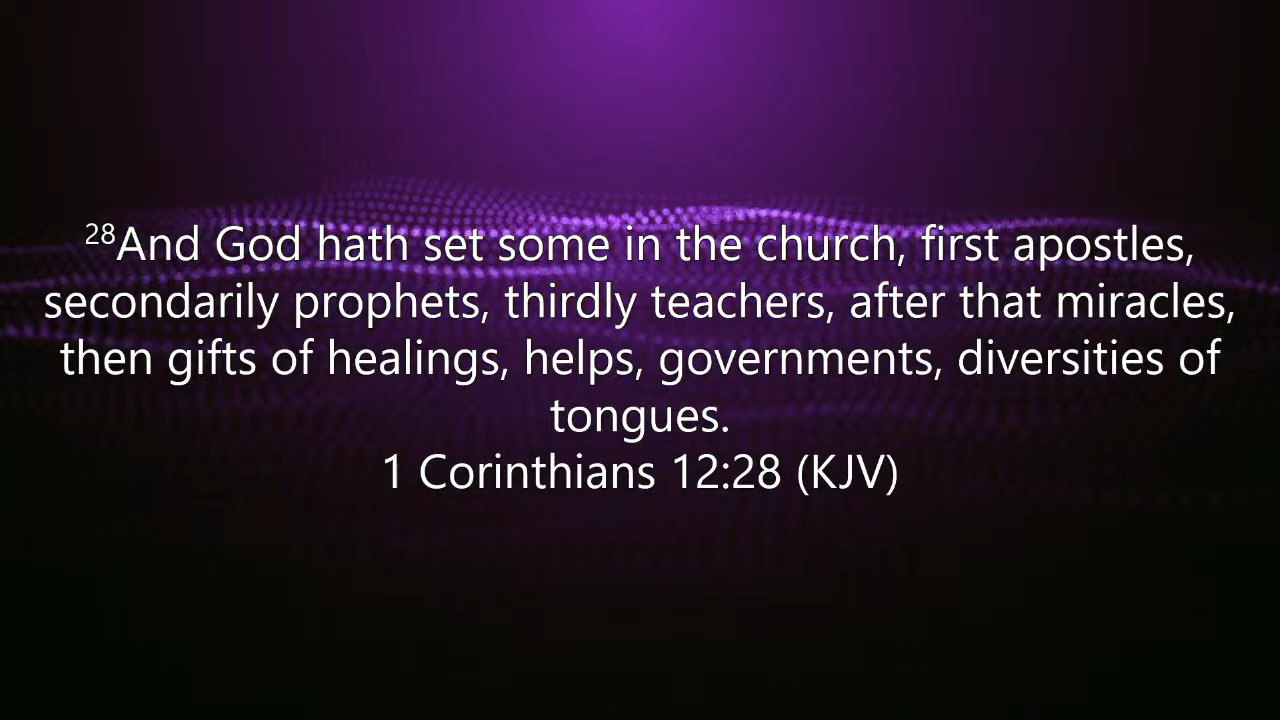 28And God hath set some in the church, first apostles,
secondarily prophets, thirdly teachers, after that miracles,
then gifts of healings, helps, governments, diversities of
tongues.
1 Corinthians 12:28 (KJV)